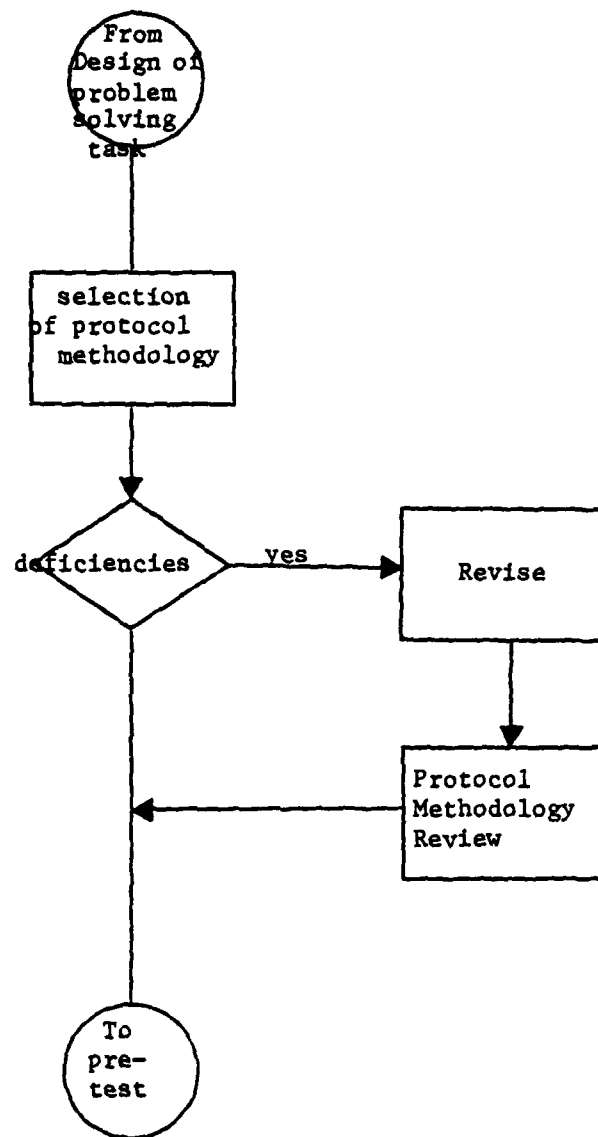 From
Design of
problem
solving
task
selection
of protocol
methodology
deficiencies
yes
Revise
Protocol
Methodology
Review
To
pre-
test